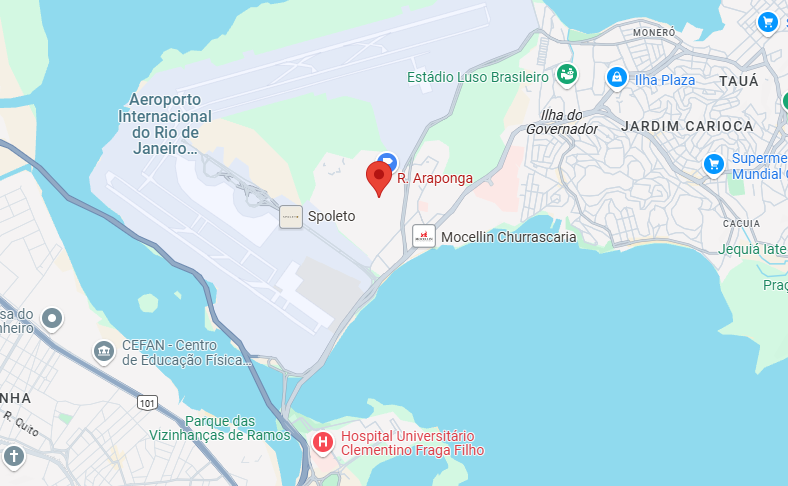 MONERÓ
Estádio Luso Brasileiro
Ilha Plaza
TAUÁ
Aeroporto
Internacional
do Rio de
Janeiro...
Ilha do
Governador
JARDIM CARIOCA
Superme
Mundial C
R. Araponga
Spoleto
Mocellin Churrascaria
CACUIA
Jequiá Iate
Praç
sa do
nheiro
CEFAN - Centro
de Educação Física...
101
NHA
R. Quito
Parque das
Vizinhanças de Ramos
H
Hospital Universitário
Clementino Fraga Filho